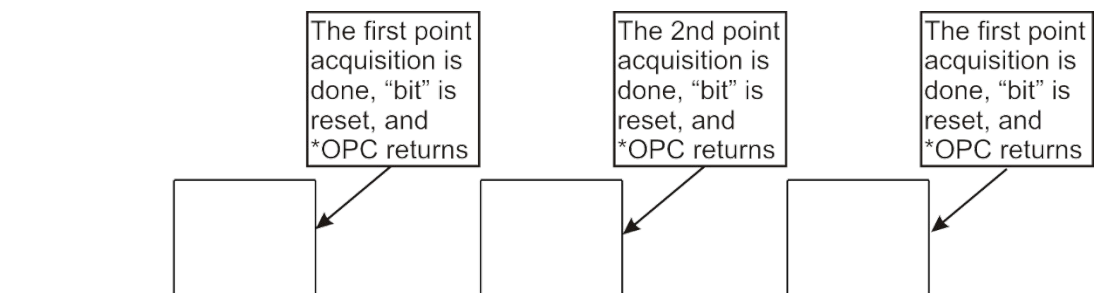 The first point
acquisition is
done, “bit” is
reset, and
*OPC returns
The 2nd point
acquisition is
done, “bit” is
reset, and
*OPC returns
The first point
acquisition is
done, “bit” is
reset, and
*OPC returns